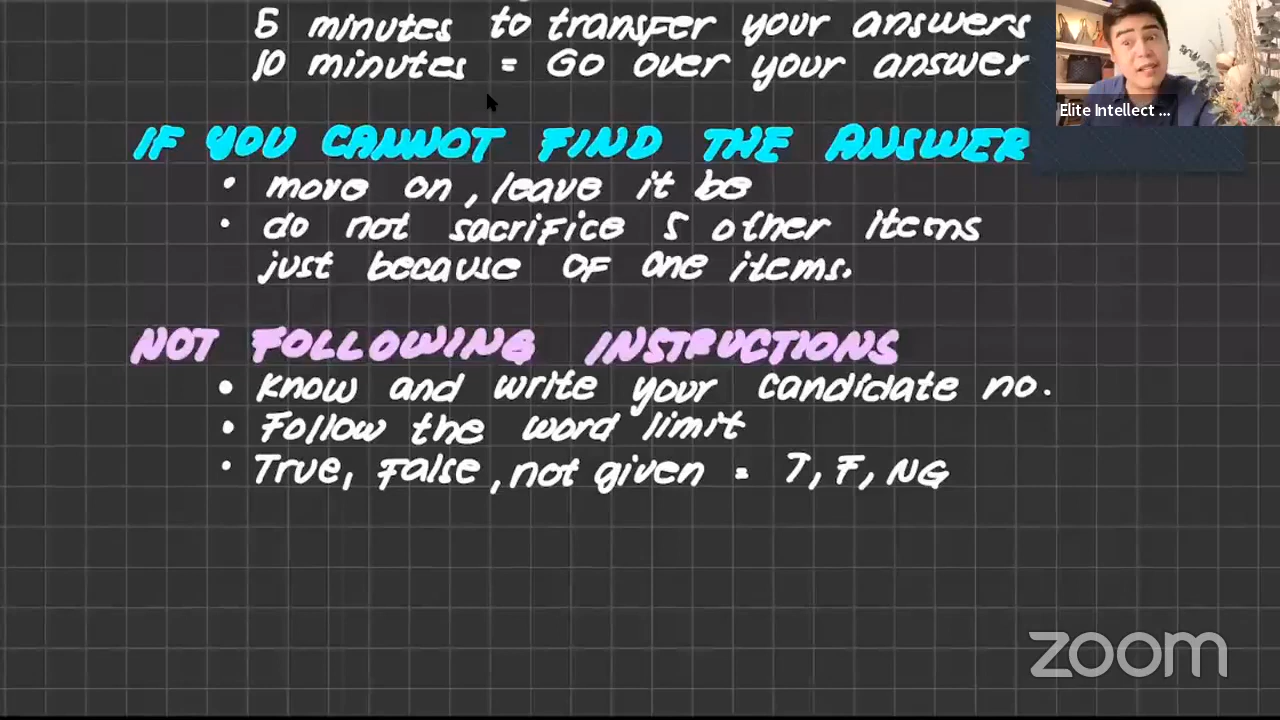 5 minutes to transfer your answers
10 minutes = Go over your answer
Elite Intellect ...
IF YOU CANNOT FIND THE ANSWER
• move on, leave it be
• do not sacrifice 5 other items
just because of one items.
NOT FOLLOWING INSTRUCTIONS
• Know and write your candidate no.
• Follow the word limit
• True, False, not given = T, F, NG
zoom